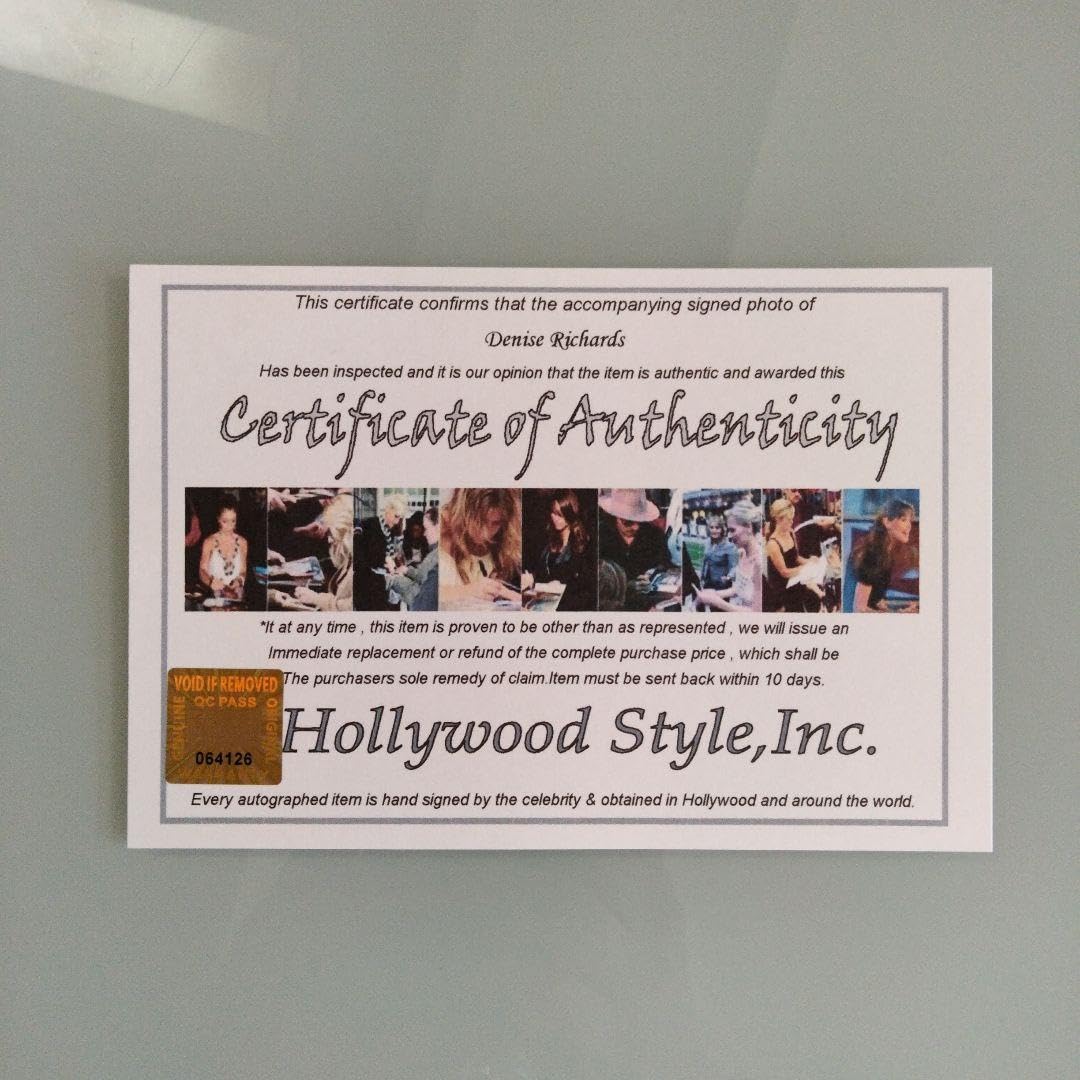 This certificate confirms that the accompanying signed photo of
Denise Richards
Has been inspected and it is our opinion that the item is authentic and awarded this
Certificate of Authenticity
*It at any time , this item is proven to be other than as represented , we will issue an
Immediate replacement or refund of the complete purchase price , which shall be
The purchasers sole remedy of claim.Item must be sent back within 10 days.
VOID IF REMOVED
QC PASS
GENUINE
ORIGINAL
064126
Hollywood Style,Inc.
Every autographed item is hand signed by the celebrity & obtained in Hollywood and around the world.